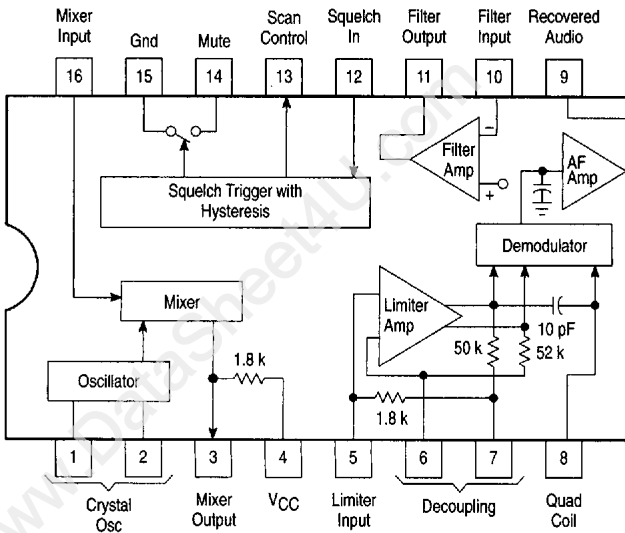 Mixer Input
Gnd
Mute
Scan Control
Squelch In
Filter Output
Filter Input
Recovered Audio
16
15
14
13
12
11
10
9
Squelch Trigger with Hysteresis
Filter Amp
−
+
AF Amp
Demodulator
Mixer
Oscillator
1.8 k
Limiter Amp
10 pF
50 k
52 k
1.8 k
1
2
3
4
5
6
7
8
Crystal Osc
Mixer Output
VCC
Limiter Input
Decoupling
Quad Coil
www.DataSheet4U.com